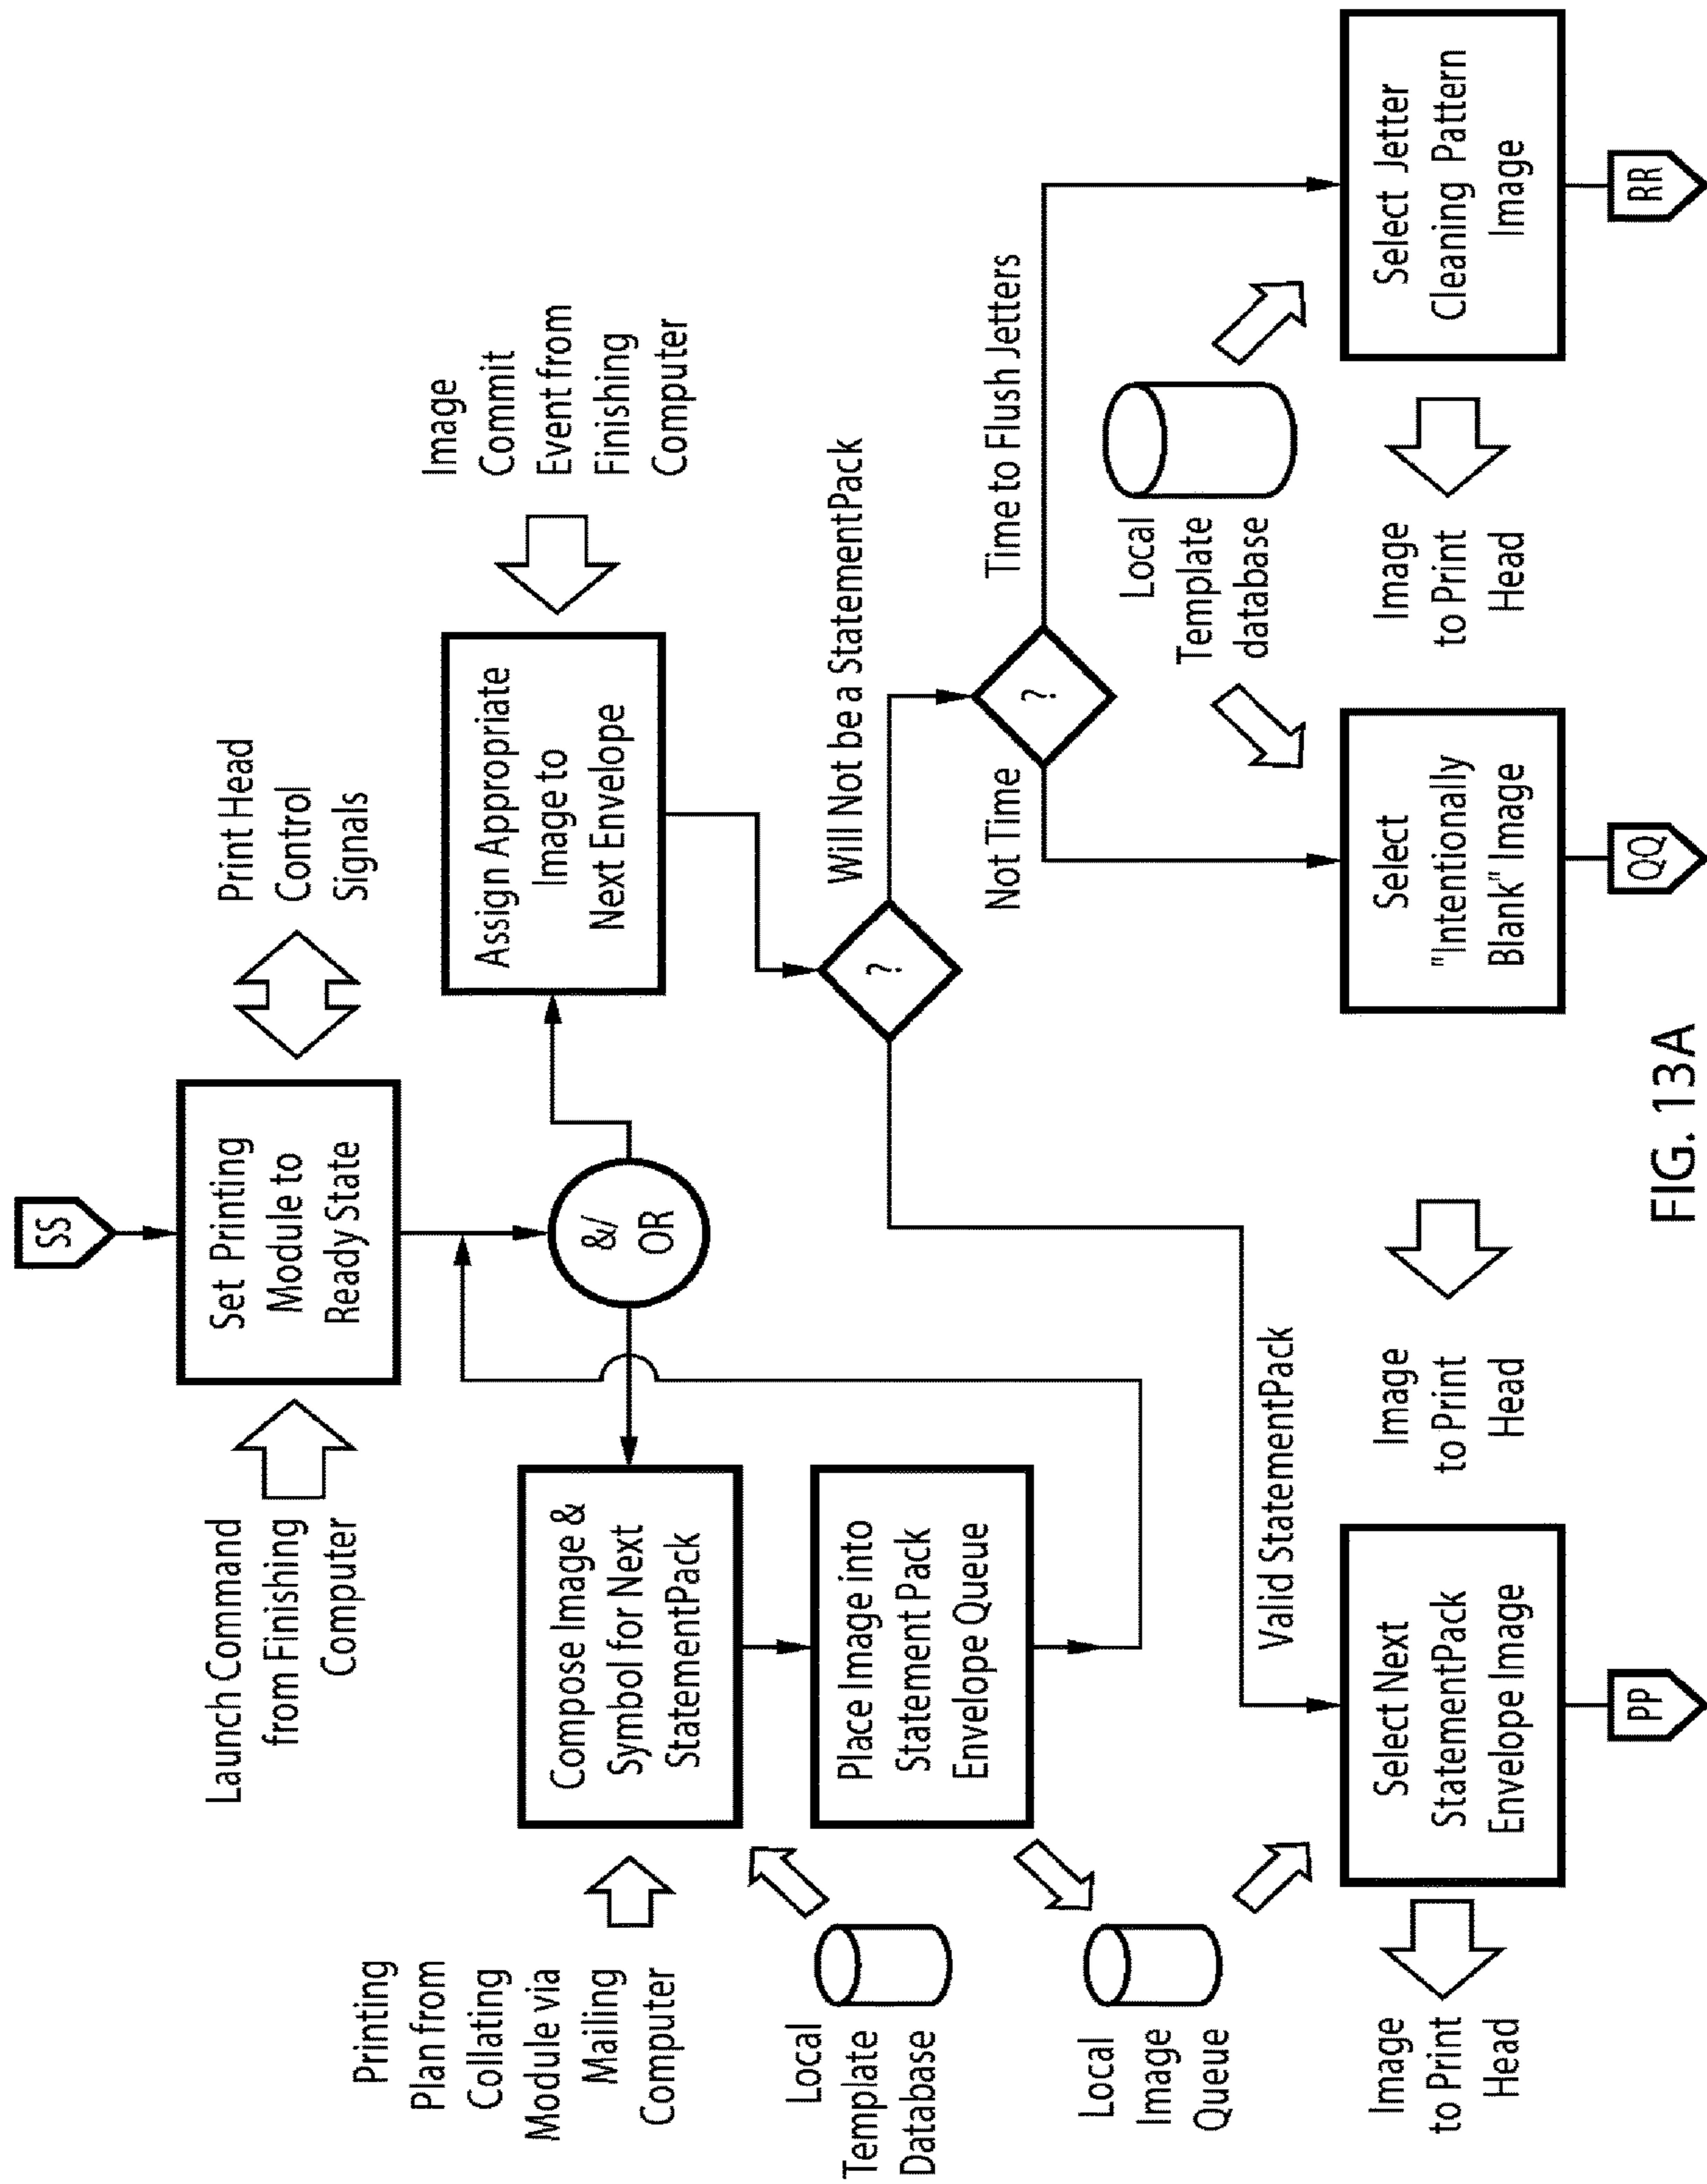 SS
Launch Command
from Finishing
Computer
Set Printing
Module to
Ready State
Print Head
Control
Signals
&/
OR
Printing
Plan from
Collating
Module via
Mailing
Computer
Compose Image &
Symbol for Next
StatementPack
Assign Appropriate
Image to
Next Envelope
Image
Commit
Event from
Finishing
Computer
Local
Template
Database
Place Image into
Statement Pack
Envelope Queue
?
Will Not be a StatementPack
?
Time to Flush Jetters
Not Time
Local
Image
Queue
Valid StatementPack
Local
Template
database
Image
to Print
Head
Select Next
StatementPack
Envelope Image
Image
to Print
Head
Select
"Intentionally
Blank" Image
Image
to Print
Head
Select Jetter
Cleaning Pattern
Image
PP
QQ
RR
FIG. 13A